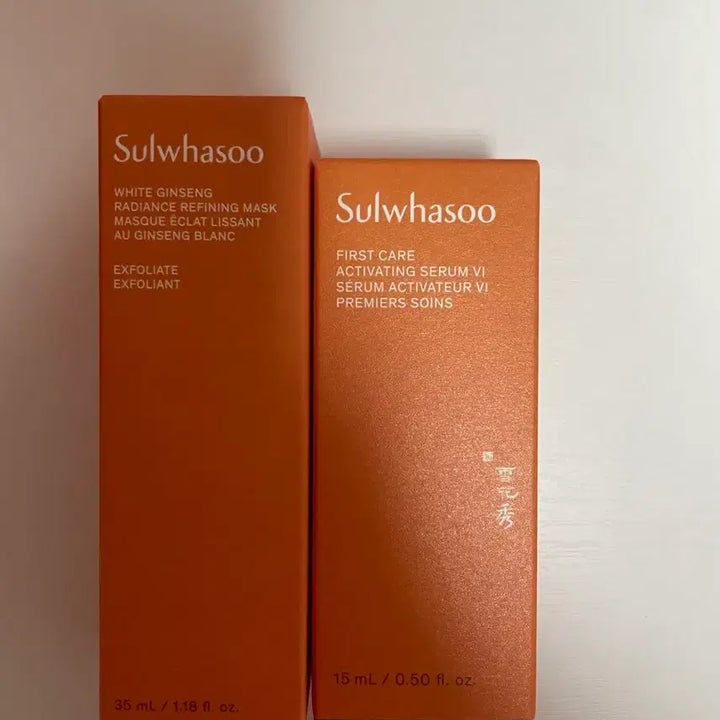 Sulwhasoo
WHITE GINSENG
RADIANCE REFINING MASK
MASQUE ÉCLAT LISSANT
AU GINSENG BLANC
EXFOLIATE
EXFOLIANT
35 mL / 1.18 fl. oz.
Sulwhasoo
FIRST CARE
ACTIVATING SERUM VI
SÉRUM ACTIVATEUR VI
PREMIERS SOINS
雪花秀
15 mL / 0.50 fl. oz.